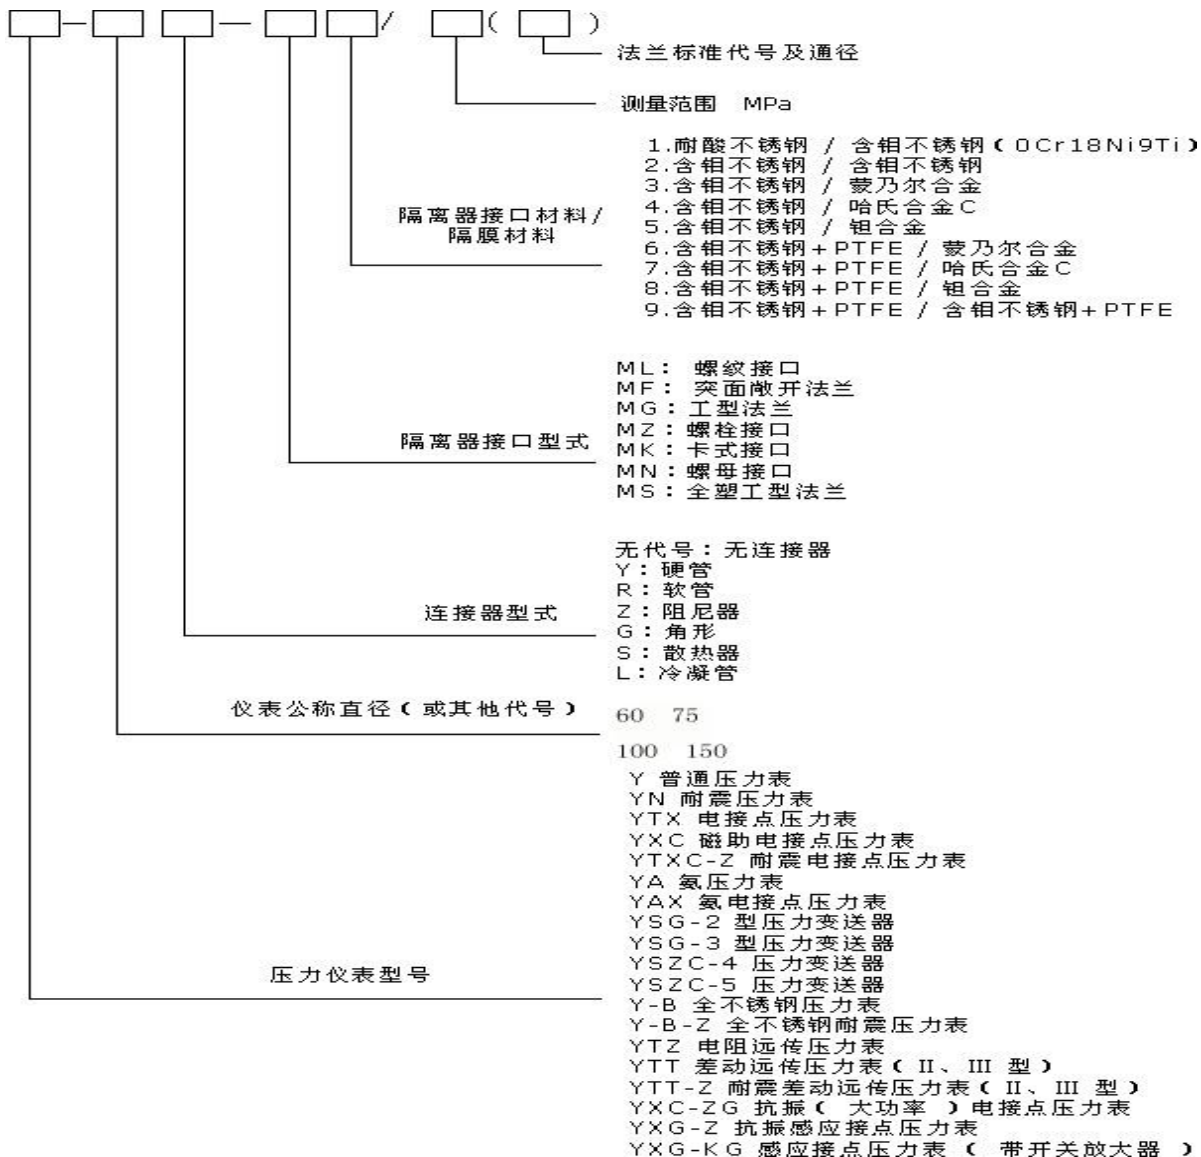 — — / ( )
法兰标准代号及通径
测量范围 MPa
隔离器接口材料/
隔膜材料
1.耐酸不锈钢 / 含钼不锈钢(0Cr18Ni9Ti)
2.含钼不锈钢 / 含钼不锈钢
3.含钼不锈钢 / 蒙乃尔合金
4.含钼不锈钢 / 哈氏合金C
5.含钼不锈钢 / 钽合金
6.含钼不锈钢+PTFE / 蒙乃尔合金
7.含钼不锈钢+PTFE / 哈氏合金C
8.含钼不锈钢+PTFE / 钽合金
9.含钼不锈钢+PTFE / 含钼不锈钢+PTFE
隔离器接口型式
ML: 螺纹接口
MF: 突面敞开法兰
MG:工型法兰
MZ:螺栓接口
MK:卡式接口
MN:螺母接口
MS:全塑工型法兰
连接器型式
无代号:无连接器
Y:硬管
R:软管
Z:阻尼器
G:角形
S:散热器
L:冷凝管
仪表公称直径(或其他代号)
60 75
100 150
压力仪表型号
Y 普通压力表
YN 耐震压力表
YTX 电接点压力表
YXC 磁助电接点压力表
YTXC-Z 耐震电接点压力表
YA 氨压力表
YAX 氨电接点压力表
YSG-2 型压力变送器
YSG-3 型压力变送器
YSZC-4 压力变送器
YSZC-5 压力变送器
Y-B 全不锈钢压力表
Y-B-Z 全不锈钢耐震压力表
YTZ 电阻远传压力表
YTT 差动远传压力表(II、III 型)
YTT-Z 耐震差动远传压力表(II、III 型)
YXC-ZG 抗振( 大功率 )电接点压力表
YXG-Z 抗振感应接点压力表
YXG-KG 感应接点压力表 ( 带开关放大器 )